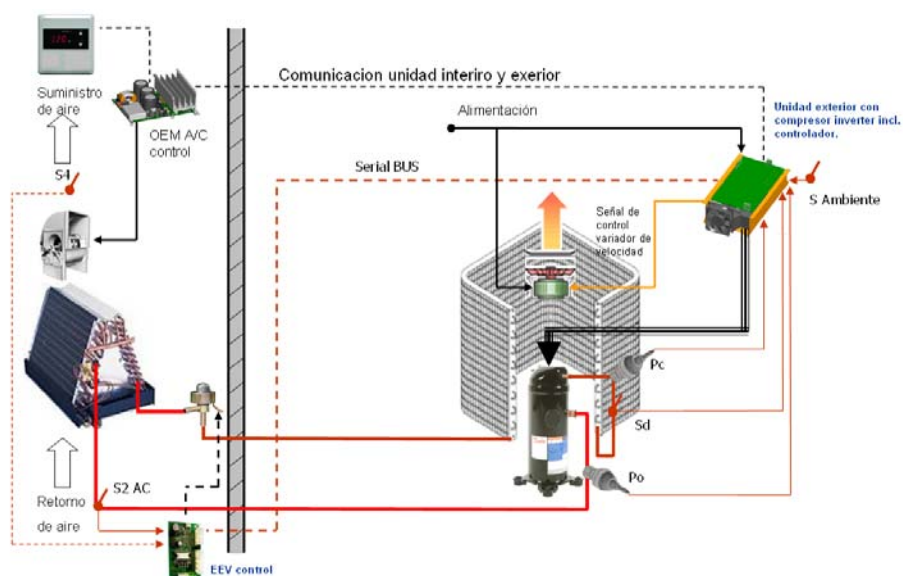 Comunicacion unidad interiro y exerior
Suministro
de aire
OEM A/C
control
Alimentación
Unidad exterior con
compresor inverter incl.
controlador.
S4
Serial BUS
S Ambiente
Señal de
control
variador de
velocidad
Pc
Sd
Po
S2 AC
Retorno
de aire
EEV control